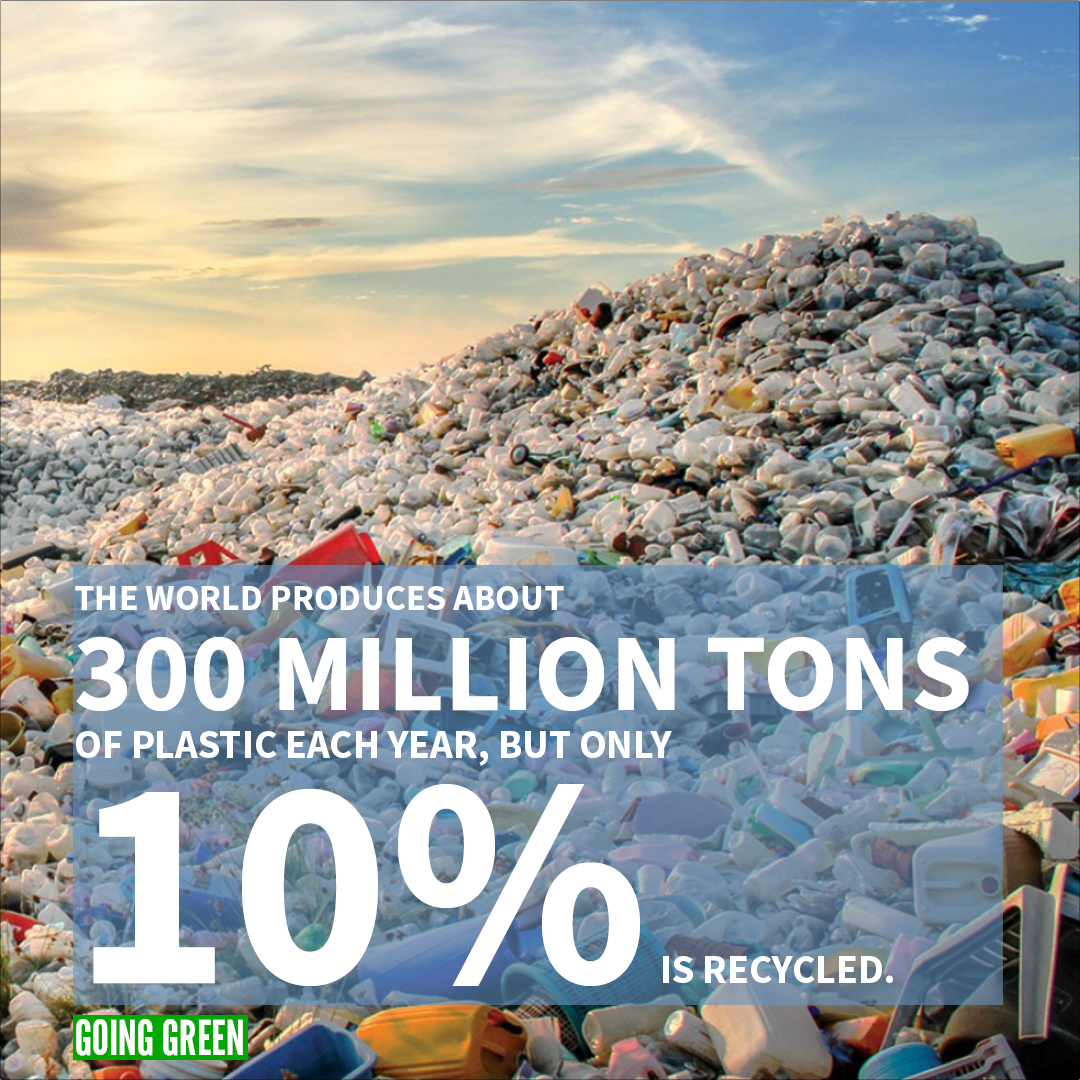 THE WORLD PRODUCES ABOUT
300 MILLION TONS
OF PLASTIC EACH YEAR, BUT ONLY
10% IS RECYCLED.
GOING GREEN